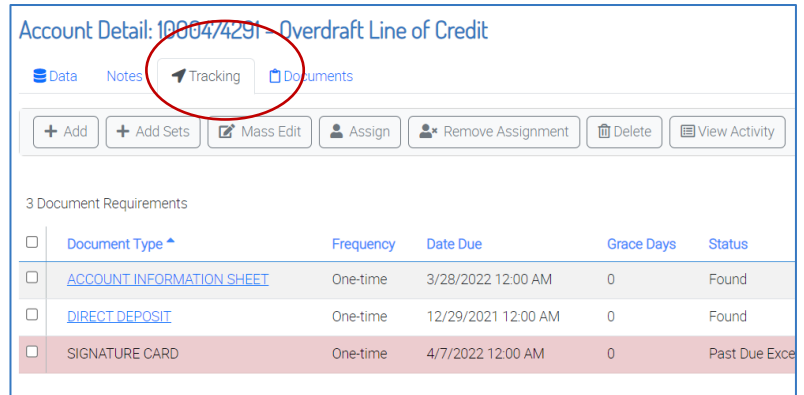 Account Detail: 1000474291 – Overdraft Line of Credit
Data Notes Tracking Documents
+ Add + Add Sets Mass Edit Assign Remove Assignment Delete View Activity
3 Document Requirements
Document Type Frequency Date Due Grace Days Status
ACCOUNT INFORMATION SHEET One-time 3/28/2022 12:00 AM 0 Found
DIRECT DEPOSIT One-time 12/29/2021 12:00 AM 0 Found
SIGNATURE CARD One-time 4/7/2022 12:00 AM 0 Past Due Exce